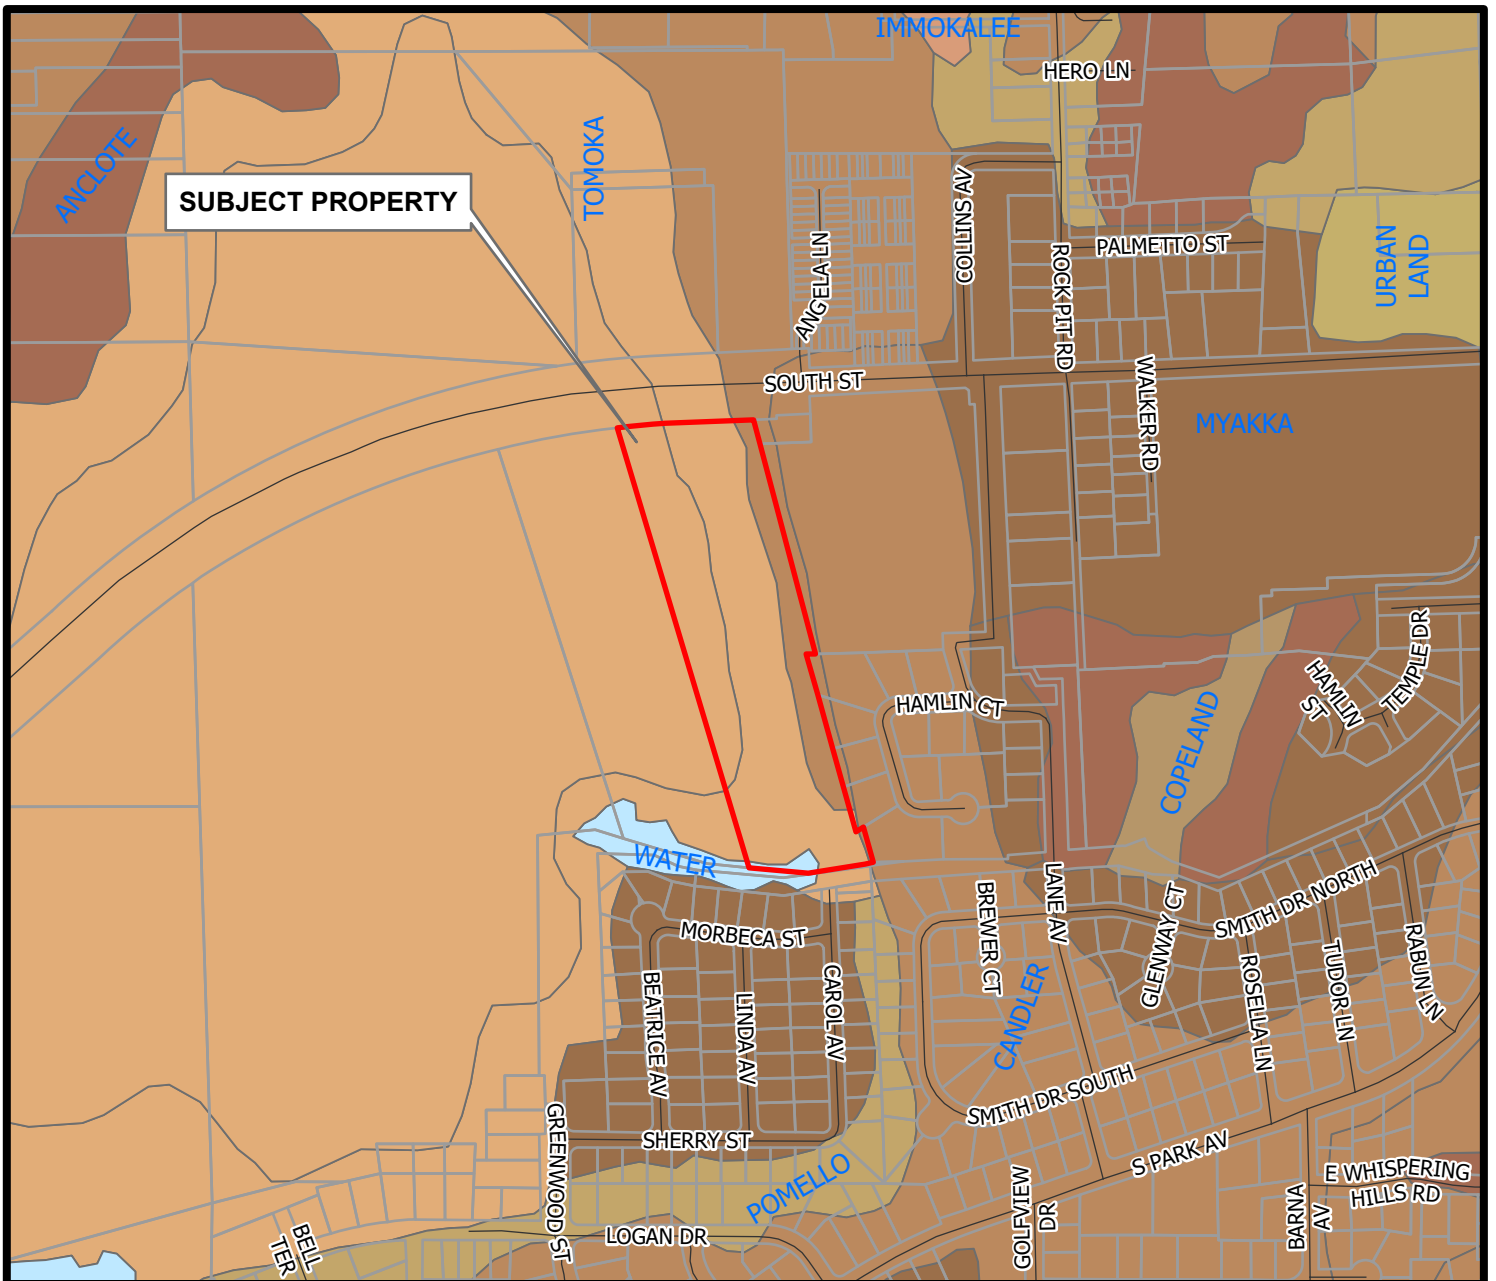 IMMOKALEE
HERO LN
ANCLOTE
TOMOKA
SUBJECT PROPERTY
COLLINS AV
ANGELA LN
ROCK PIT RD
PALMETTO ST
URBAN
LAND
SOUTH ST
WALKER RD
MYAKKA
HAMLIN CT
HAMLIN
ST
TEMPLE DR
COPELAND
WATER
MORBECA ST
BREWER CT
LANE AV
GLENWAY CT
SMITH DR NORTH
BEATRICE AV
LINDA AV
CAROL AV
CANDLER
ROSELLA LN
TUDOR LN
RABUN LN
SMITH DR SOUTH
GREENWOOD ST
SHERRY ST
POMELLO
S PARK AV
E WHISPERING
HILLS RD
BELL
TER
LOGAN DR
GOLFVIEW
DR
BARNA
AV